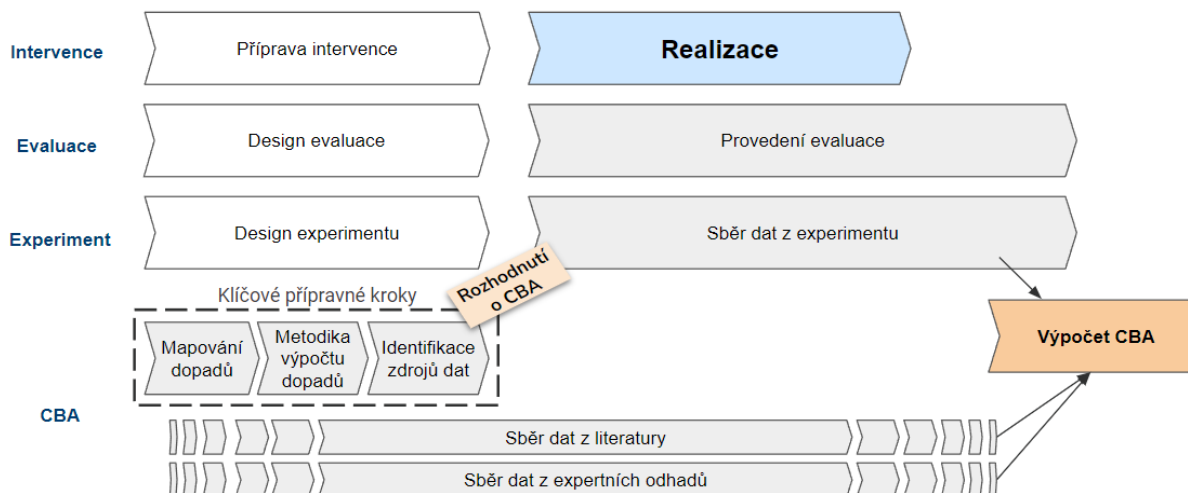 Intervence
Příprava intervence
Realizace
Evaluace
Design evaluace
Provedení evaluace
Experiment
Design experimentu
Sběr dat z experimentu
Rozhodnutí
o CBA
Klíčové přípravné kroky
Mapování
dopadů
Metodika
výpočtu
dopadů
Identifikace
zdrojů dat
Výpočet CBA
CBA
Sběr dat z literatury
Sběr dat z expertních odhadů